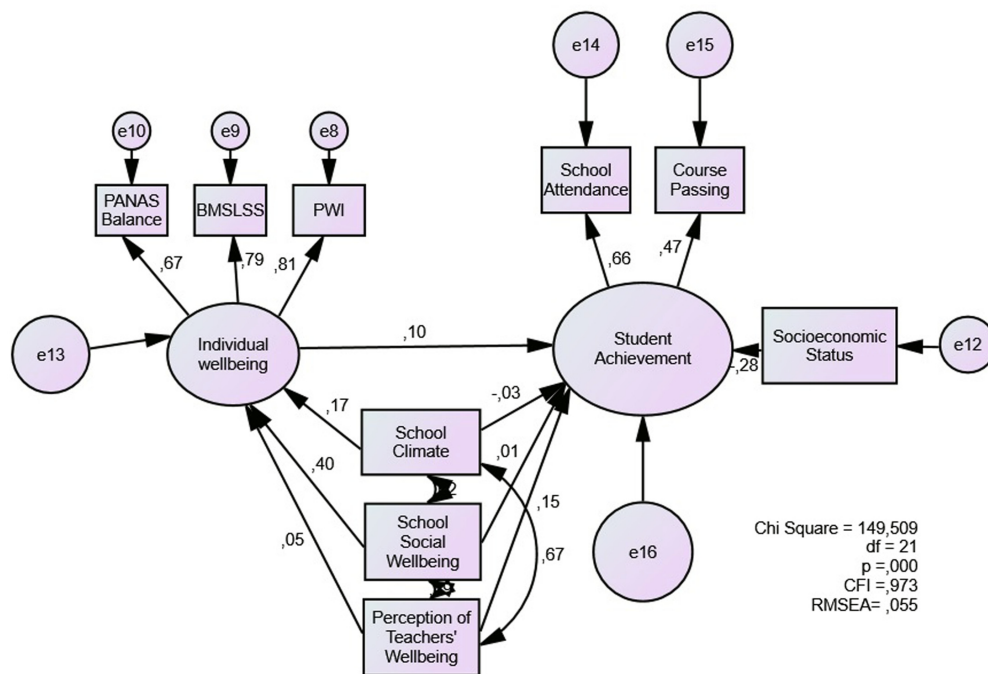 e14
e15
e10
e9
e8
School
Attendance
Course
Passing
PANAS
Balance
BMSLSS
PWI
,67
,79
,81
,66
,47
e13
Individual
wellbeing
,10
Student
Achievement
Socioeconomic
Status
e12
-,28
,17
School
Climate
-,03
,40
,01
School
Social
Wellbeing
,15
,05
,67
e16
Perception of
Teachers'
Wellbeing
Chi Square = 149,509
df = 21
p =,000
CFI =,973
RMSEA= ,055